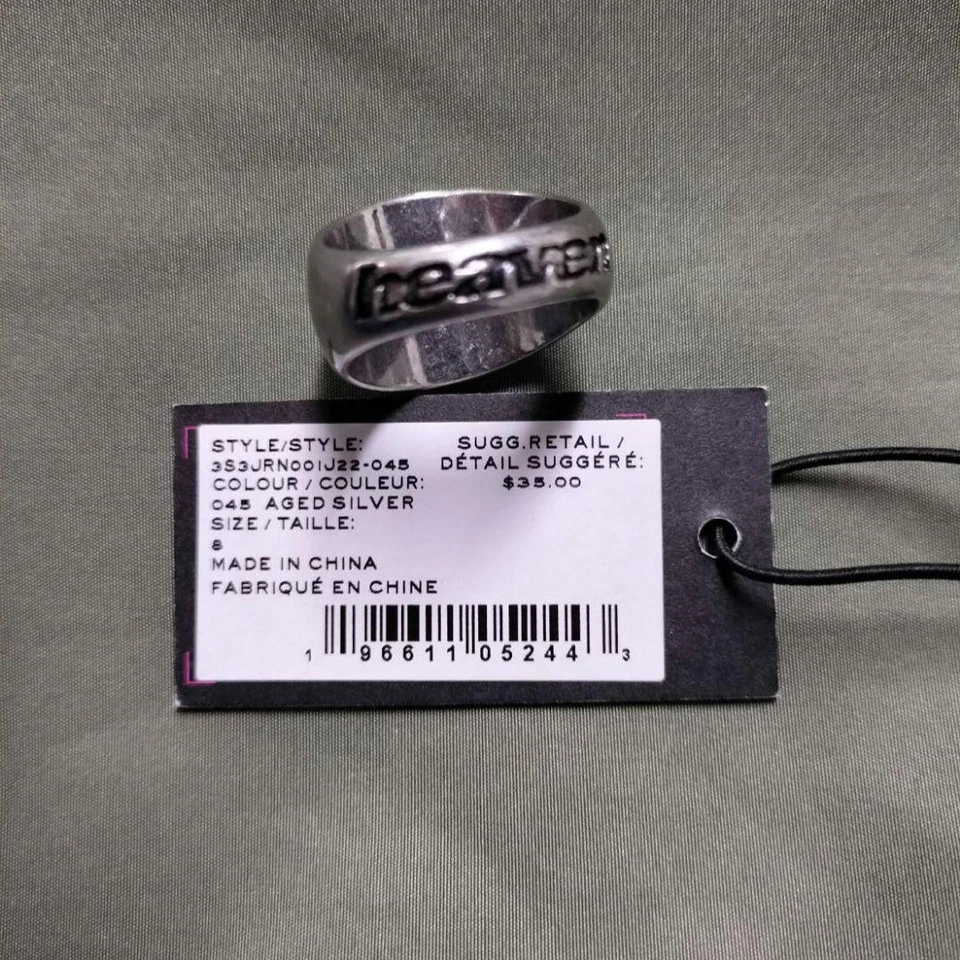 heaven
STYLE/STYLE:
3S3JRN001J22-045
COLOUR / COULEUR:
045 AGED SILVER
SIZE / TAILLE:
8
MADE IN CHINA
FABRIQUÉ EN CHINE
SUGG.RETAIL /
DÉTAIL SUGGÉRÉ:
$35.00
1 96611 05244 3